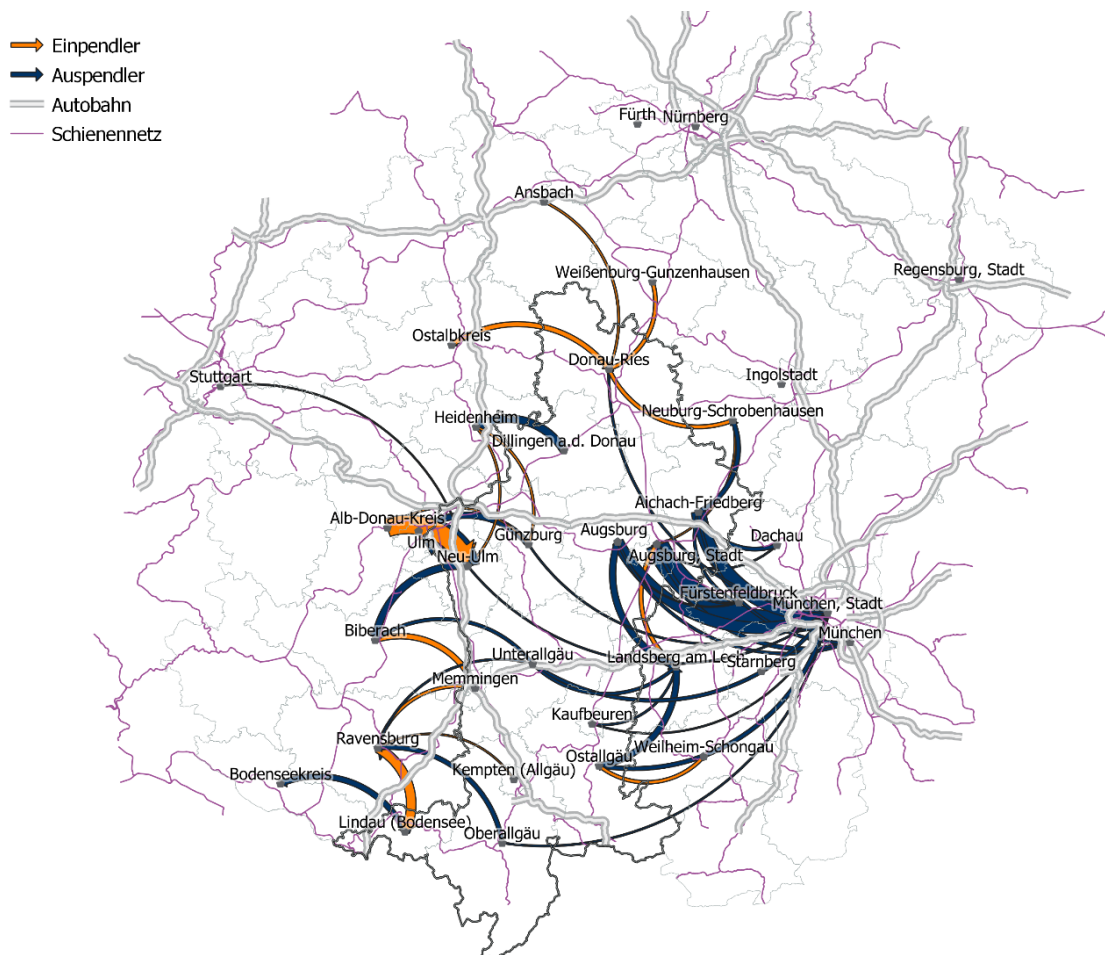 Einpendler
Auspendler
Autobahn
Schienennetz
Fürth
Nürnberg
Ansbach
Weißenburg-Gunzenhausen
Regensburg, Stadt
Ostalbkreis
Donau-Ries
Ingolstadt
Stuttgart
Heidenheim
Neuburg-Schrobenhausen
Dillingen a.d. Donau
Aichach-Friedberg
Alb-Donau-Kreis
Ulm
Neu-Ulm
Günzburg
Augsburg
Augsburg, Stadt
Dachau
Fürstenfeldbruck
München, Stadt
München
Biberach
Unterallgäu
Landsberg am Lech
Starnberg
Memmingen
Kaufbeuren
Ravensburg
Ostallgäu
Weilheim-Schongau
Bodenseekreis
Kempten (Allgäu)
Lindau (Bodensee)
Oberallgäu